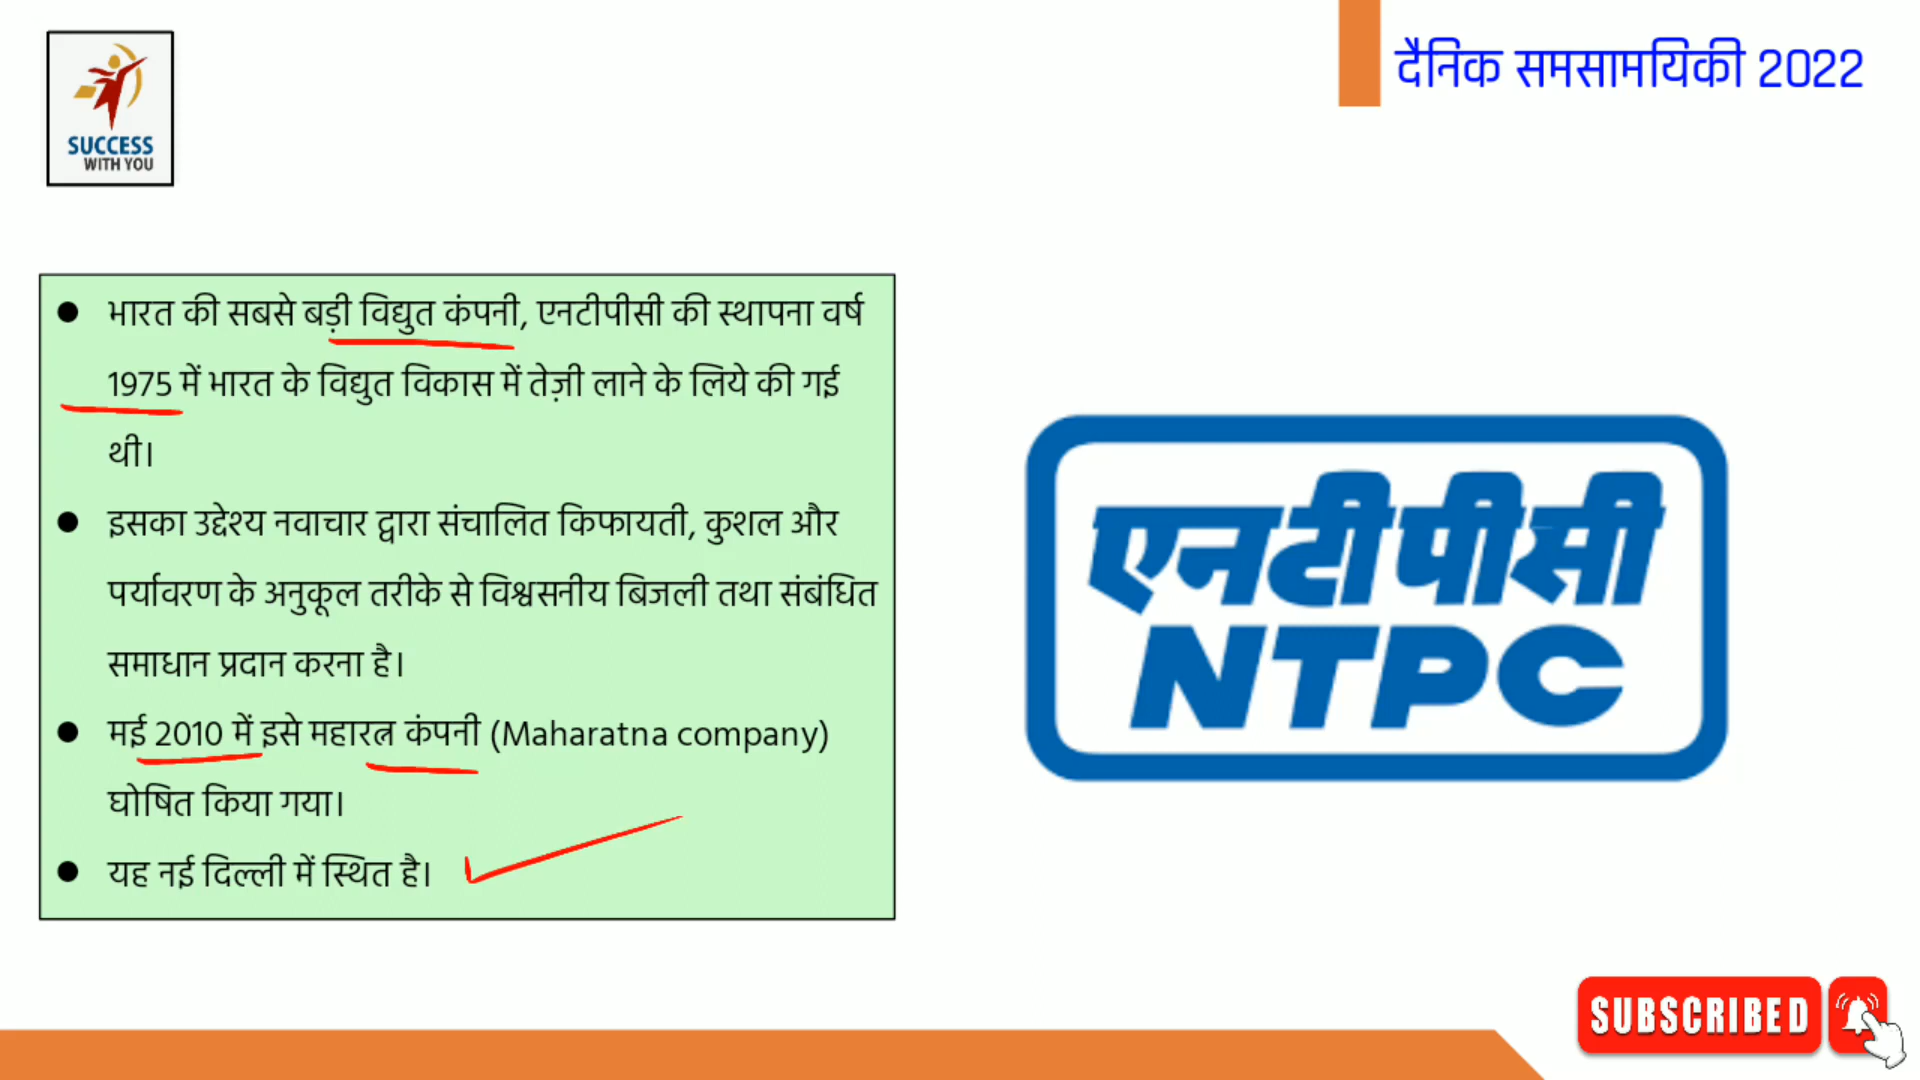 SUCCESS
WITH YOU
दैनिक समसामयिकी 2022
भारत की सबसे बड़ी विद्युत कंपनी, एनटीपीसी की स्थापना वर्ष
1975 में भारत के विद्युत विकास में तेज़ी लाने के लिये की गई
थी।
इसका उद्देश्य नवाचार द्वारा संचालित किफायती, कुशल और
पर्यावरण के अनुकूल तरीके से विश्वसनीय बिजली तथा संबंधित
समाधान प्रदान करना है।
मई 2010 में इसे महारत्न कंपनी (Maharatna company)
घोषित किया गया।
यह नई दिल्ली में स्थित है।
एनटीपीसी
NTPC
SUBSCRIBED